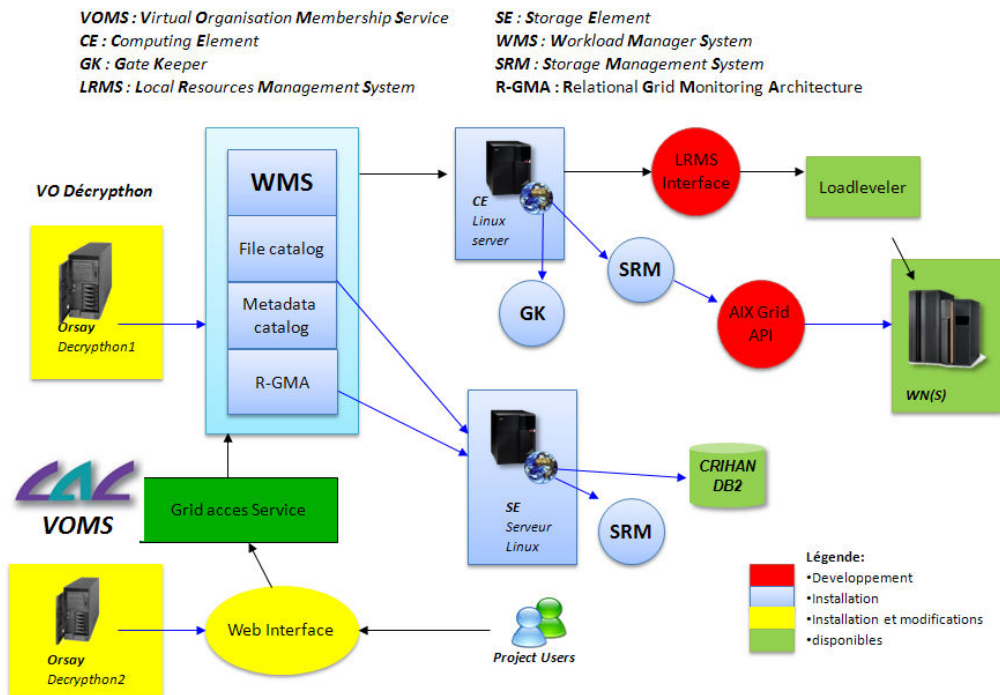 VOMS : Virtual Organisation Membership Service
CE : Computing Element
GK : Gate Keeper
LRMS : Local Resources Management System
SE : Storage Element
WMS : Workload Manager System
SRM : Storage Management System
R-GMA : Relational Grid Monitoring Architecture
VO Décrypthon
Orsay
Decrypthon1
WMS
File catalog
Metadata
catalog
R-GMA
CE
Linux
server
GK
SRM
LRMS
Interface
Loadleveler
AIX Grid
API
WN(S)
CAC
VOMS
Grid acces Service
SE
Serveur
Linux
SRM
CRIHAN
DB2
Orsay
Decrypthon2
Web Interface
Project Users
Légende:
•Developpement
•Installation
•Installation et modifications
•disponibles